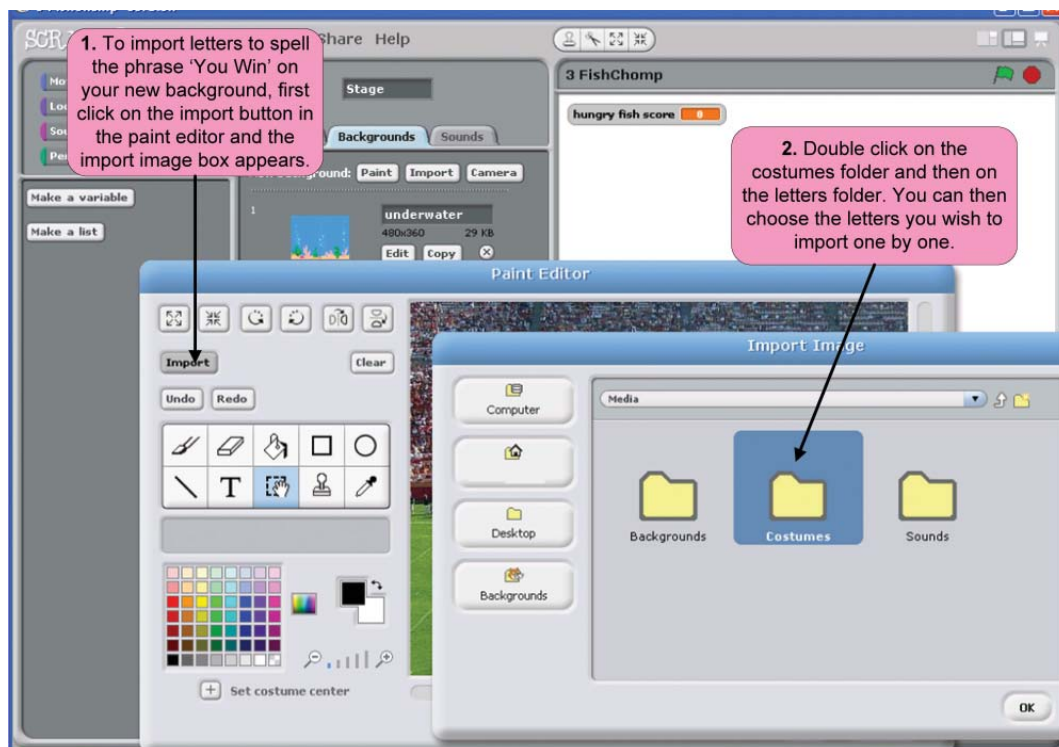 SCR
Share Help
1. To import letters to spell
the phrase ‘You Win’ on
your new background, first
click on the import button in
the paint editor and the
import image box appears.
Stage
3 FishChomp
Backgrounds
Sounds
hungry fish score
Paint
Import
Camera
2. Double click on the
costumes folder and then on
the letters folder. You can then
choose the letters you wish to
import one by one.
Make a variable
Make a list
1
underwater
480x360 29 KB
Edit Copy
Paint Editor
Import
Clear
Undo Redo
T
Set costume center
Import Image
Computer
Desktop
Backgrounds
Media
Backgrounds
Costumes
Sounds
OK